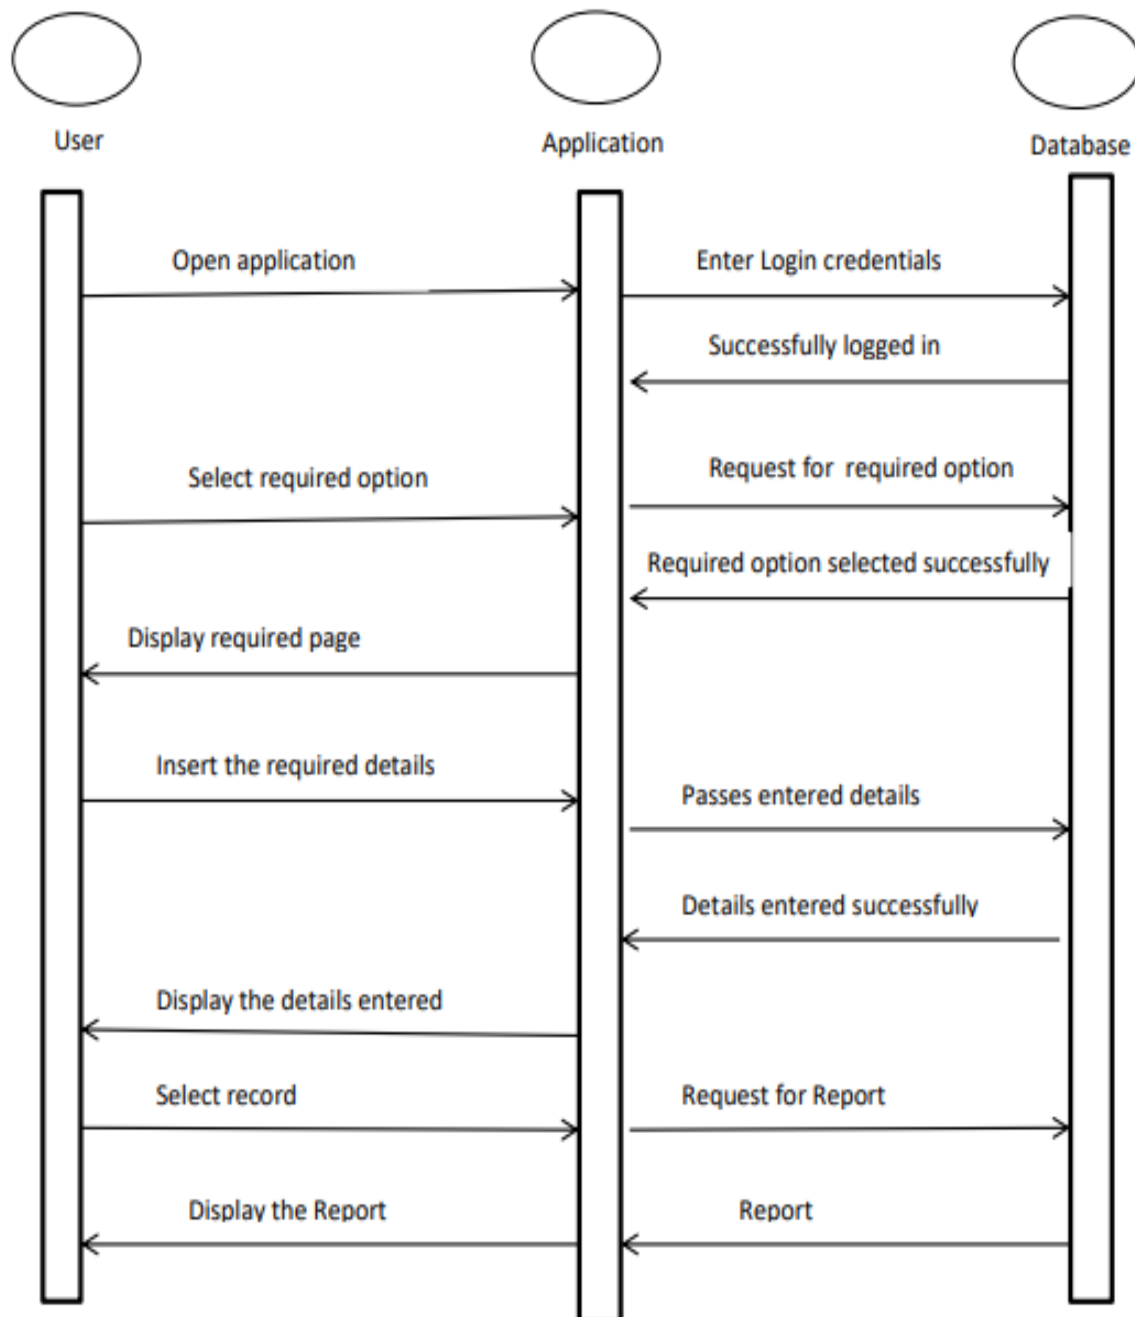 User
Application
Database
Open application
Enter Login credentials
Successfully logged in
Select required option
Request for required option
Required option selected successfully
Display required page
Insert the required details
Passes entered details
Details entered successfully
Display the details entered
Select record
Request for Report
Display the Report
Report